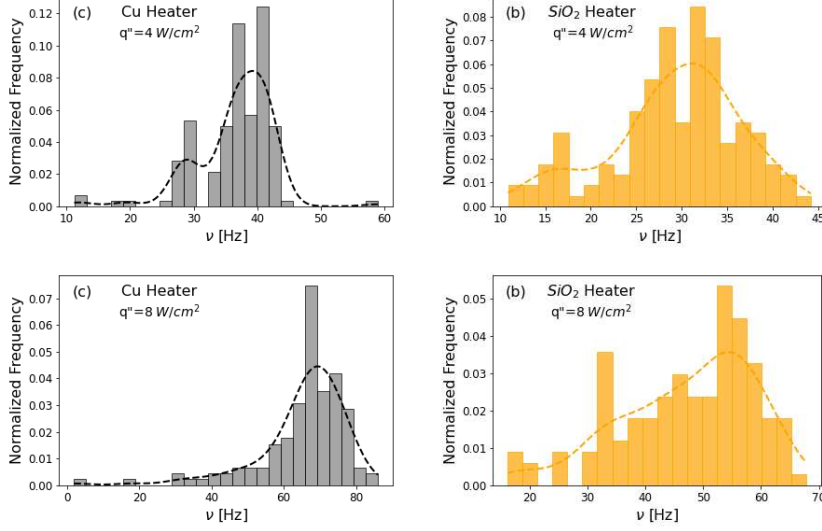 (c) Cu Heater
q"=4 W/cm²
Normalized Frequency
0.12
0.10
0.08
0.06
0.04
0.02
0.00
10 20 30 40 50 60
ν [Hz]
(b) SiO₂ Heater
q"=4 W/cm²
Normalized Frequency
0.08
0.07
0.06
0.05
0.04
0.03
0.02
0.01
0.00
10 15 20 25 30 35 40 45
ν [Hz]
(c) Cu Heater
q"=8 W/cm²
Normalized Frequency
0.07
0.06
0.05
0.04
0.03
0.02
0.01
0.00
0 20 40 60 80
ν [Hz]
(b) SiO₂ Heater
q"=8 W/cm²
Normalized Frequency
0.05
0.04
0.03
0.02
0.01
0.00
20 30 40 50 60 70
ν [Hz]